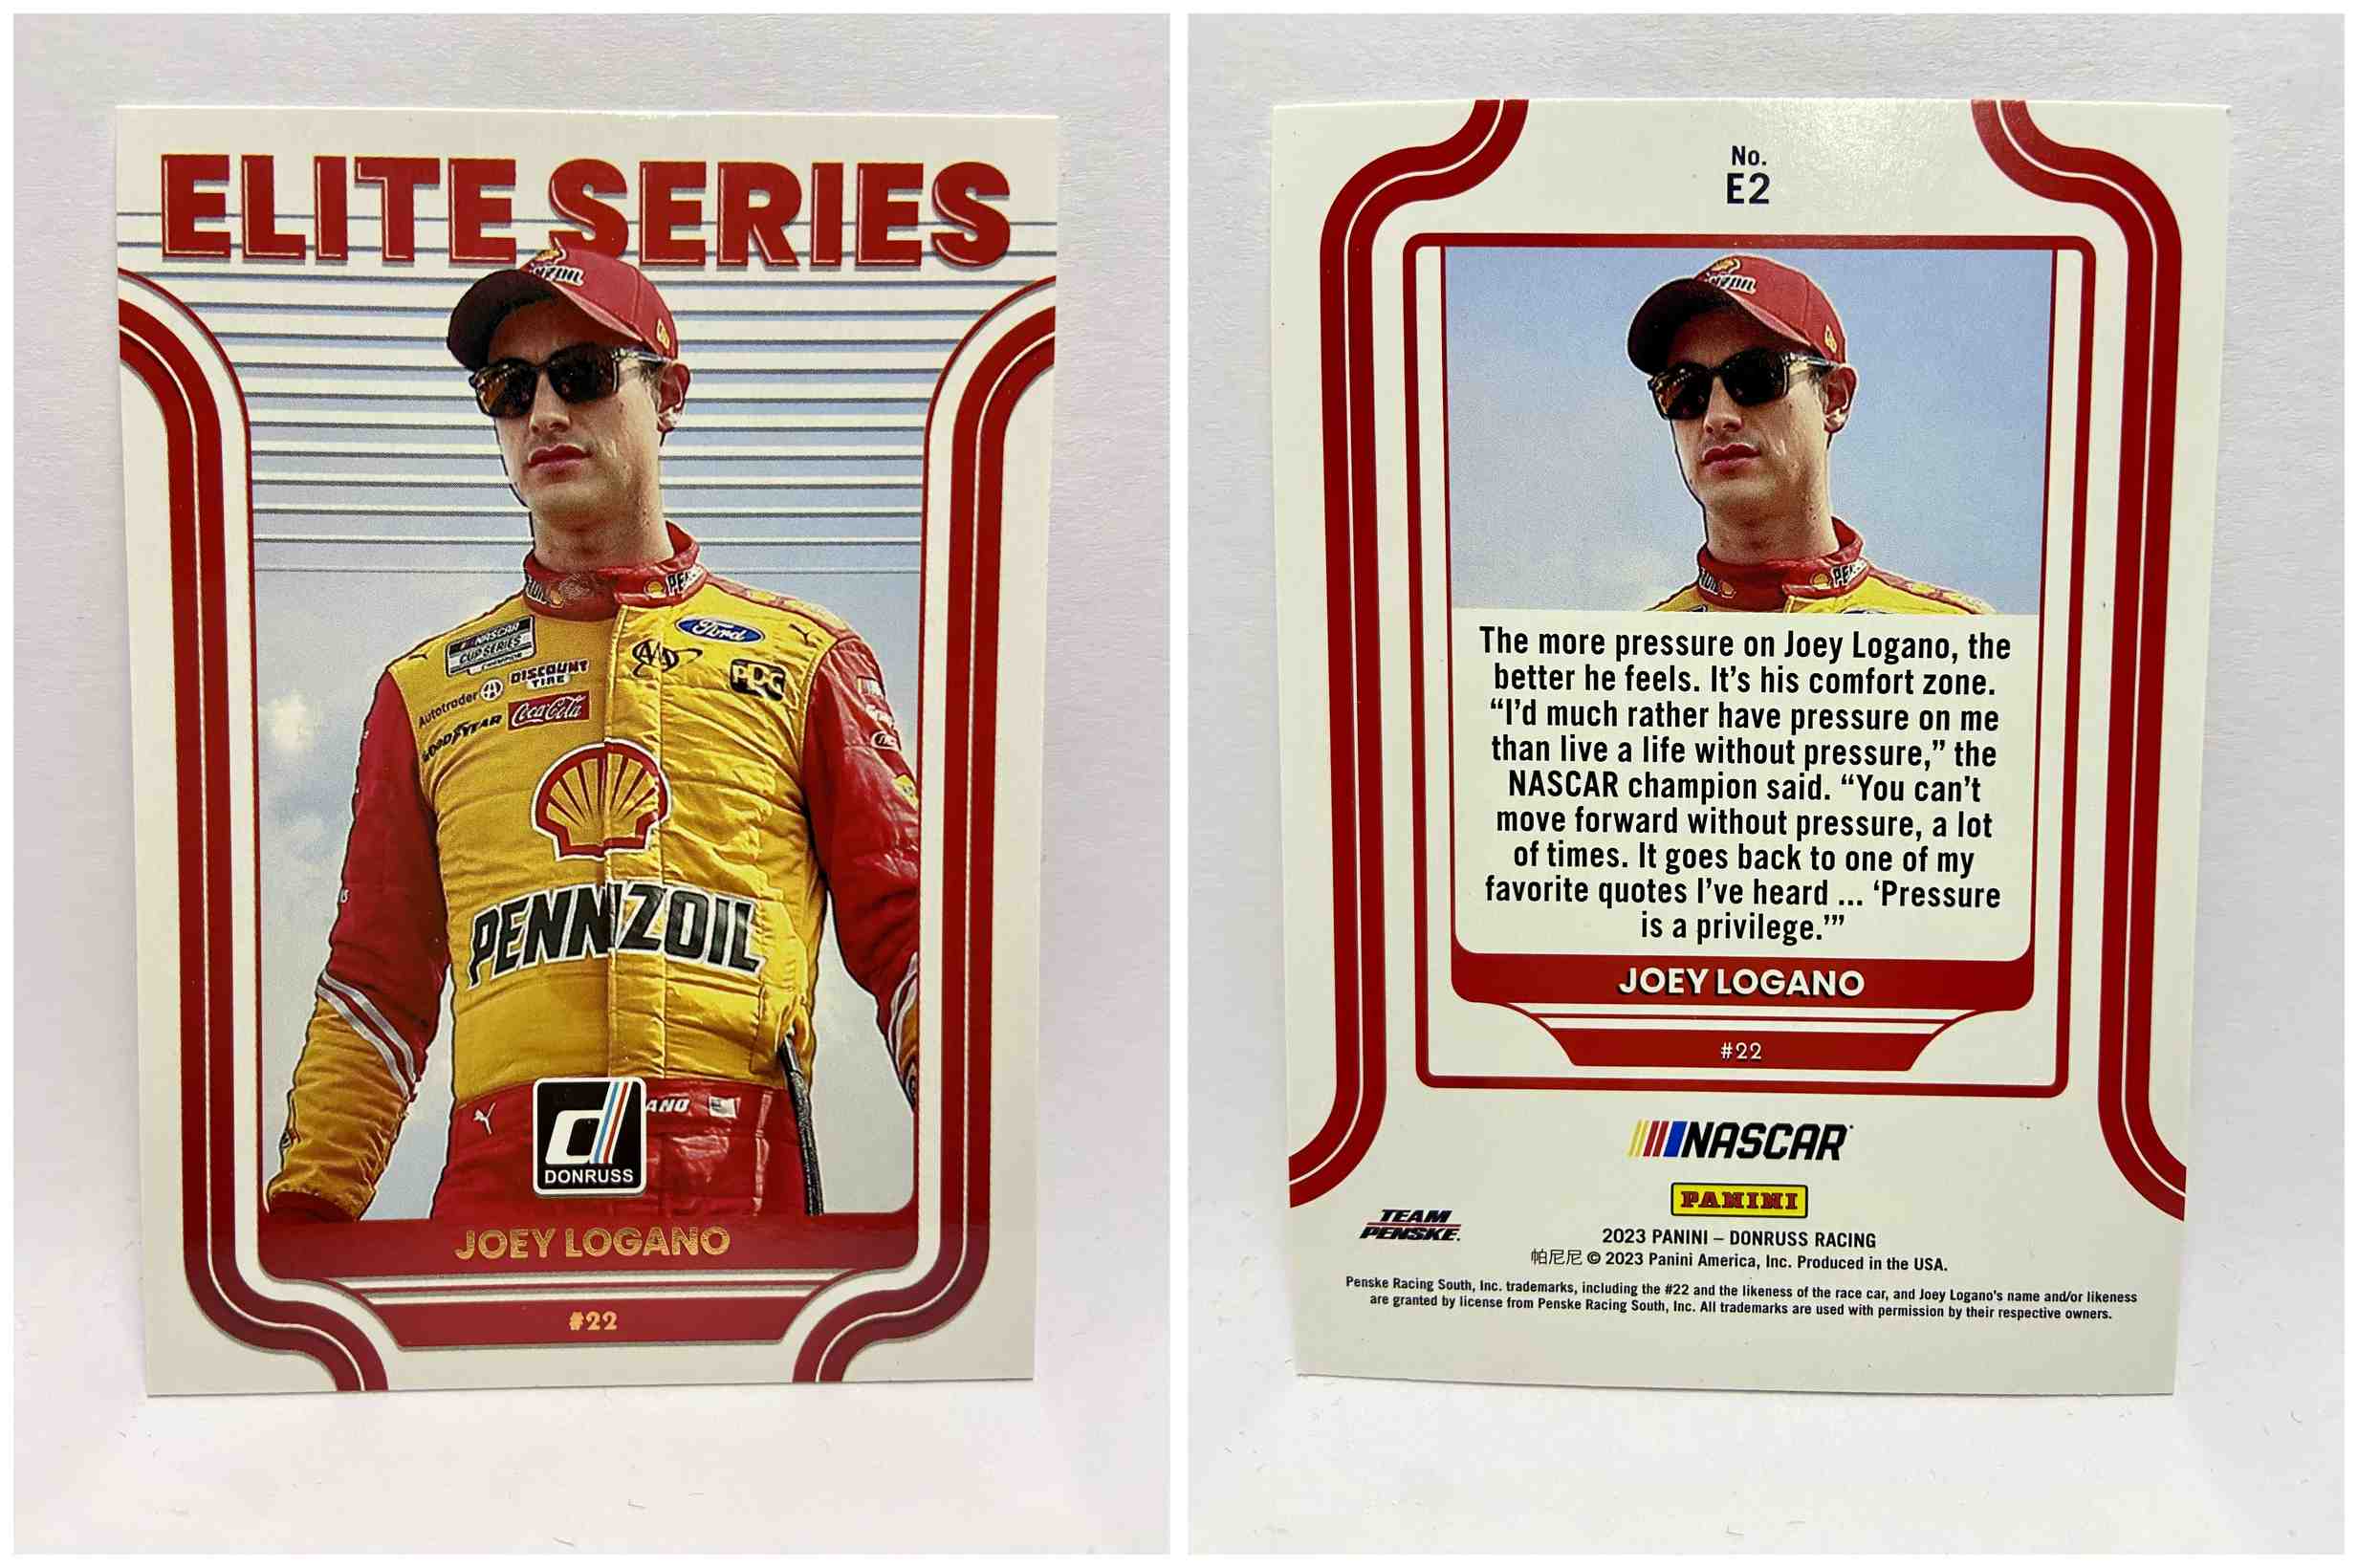 ELITE SERIES
NASCAR
CUP SERIES
CHAMPION
Autotrader
DISCOUNT
TIRE
GOODYEAR
Coca-Cola
AAA
Ford
PPG
PENNZOIL
DONRUSS
JOEY LOGANO
#22
No.
E2
The more pressure on Joey Logano, the
better he feels. It's his comfort zone.
“I'd much rather have pressure on me
than live a life without pressure,” the
NASCAR champion said. “You can't
move forward without pressure, a lot
of times. It goes back to one of my
favorite quotes I've heard ... ‘Pressure
is a privilege.’”
JOEY LOGANO
#22
NASCAR
PANINI
TEAM
PENSKE.
2023 PANINI – DONRUSS RACING
帕尼尼 © 2023 Panini America, Inc. Produced in the USA.
Penske Racing South, Inc. trademarks, including the #22 and the likeness of the race car, and Joey Logano's name and/or likeness
are granted by license from Penske Racing South, Inc. All trademarks are used with permission by their respective owners.